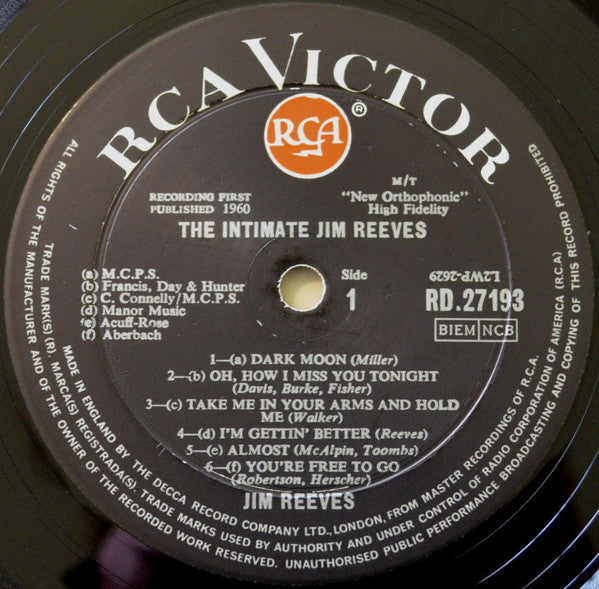 RCA VICTOR
RCA
®
RECORDING FIRST
PUBLISHED 1960
M/T
"New Orthophonic"
High Fidelity
THE INTIMATE JIM REEVES
(a) M.C.P.S.
(b) Francis, Day & Hunter
(c) C. Connelly/M.C.P.S.
(d) Manor Music
(e) Acuff-Rose
(f) Aberbach
Side
1
L2WP-2629
RD.27193
BIEM NCB
1—(a) DARK MOON (Miller)
2—(b) OH, HOW I MISS YOU TONIGHT
(Davis, Burke, Fisher)
3—(c) TAKE ME IN YOUR ARMS AND HOLD
ME (Walker)
4—(d) I'M GETTIN' BETTER (Reeves)
5—(e) ALMOST (McAlpin, Toombs)
6—(f) YOU'RE FREE TO GO
(Robertson, Herscher)
JIM REEVES
MADE IN ENGLAND BY THE DECCA RECORD COMPANY LTD., LONDON, FROM MASTER RECORDINGS OF R.C.A.
TRADE MARK(S) (R). MARCA(S) REGISTRADA(S) TRADE MARKS USED BY AUTHORITY AND UNDER CONTROL OF RADIO CORPORATION OF AMERICA (R.C.A)
ALL RIGHTS OF THE MANUFACTURER AND OF THE OWNER OF THE RECORDED WORK RESERVED. UNAUTHORISED PUBLIC PERFORMANCE BROADCASTING AND COPYING OF THIS RECORD PROHIBITED